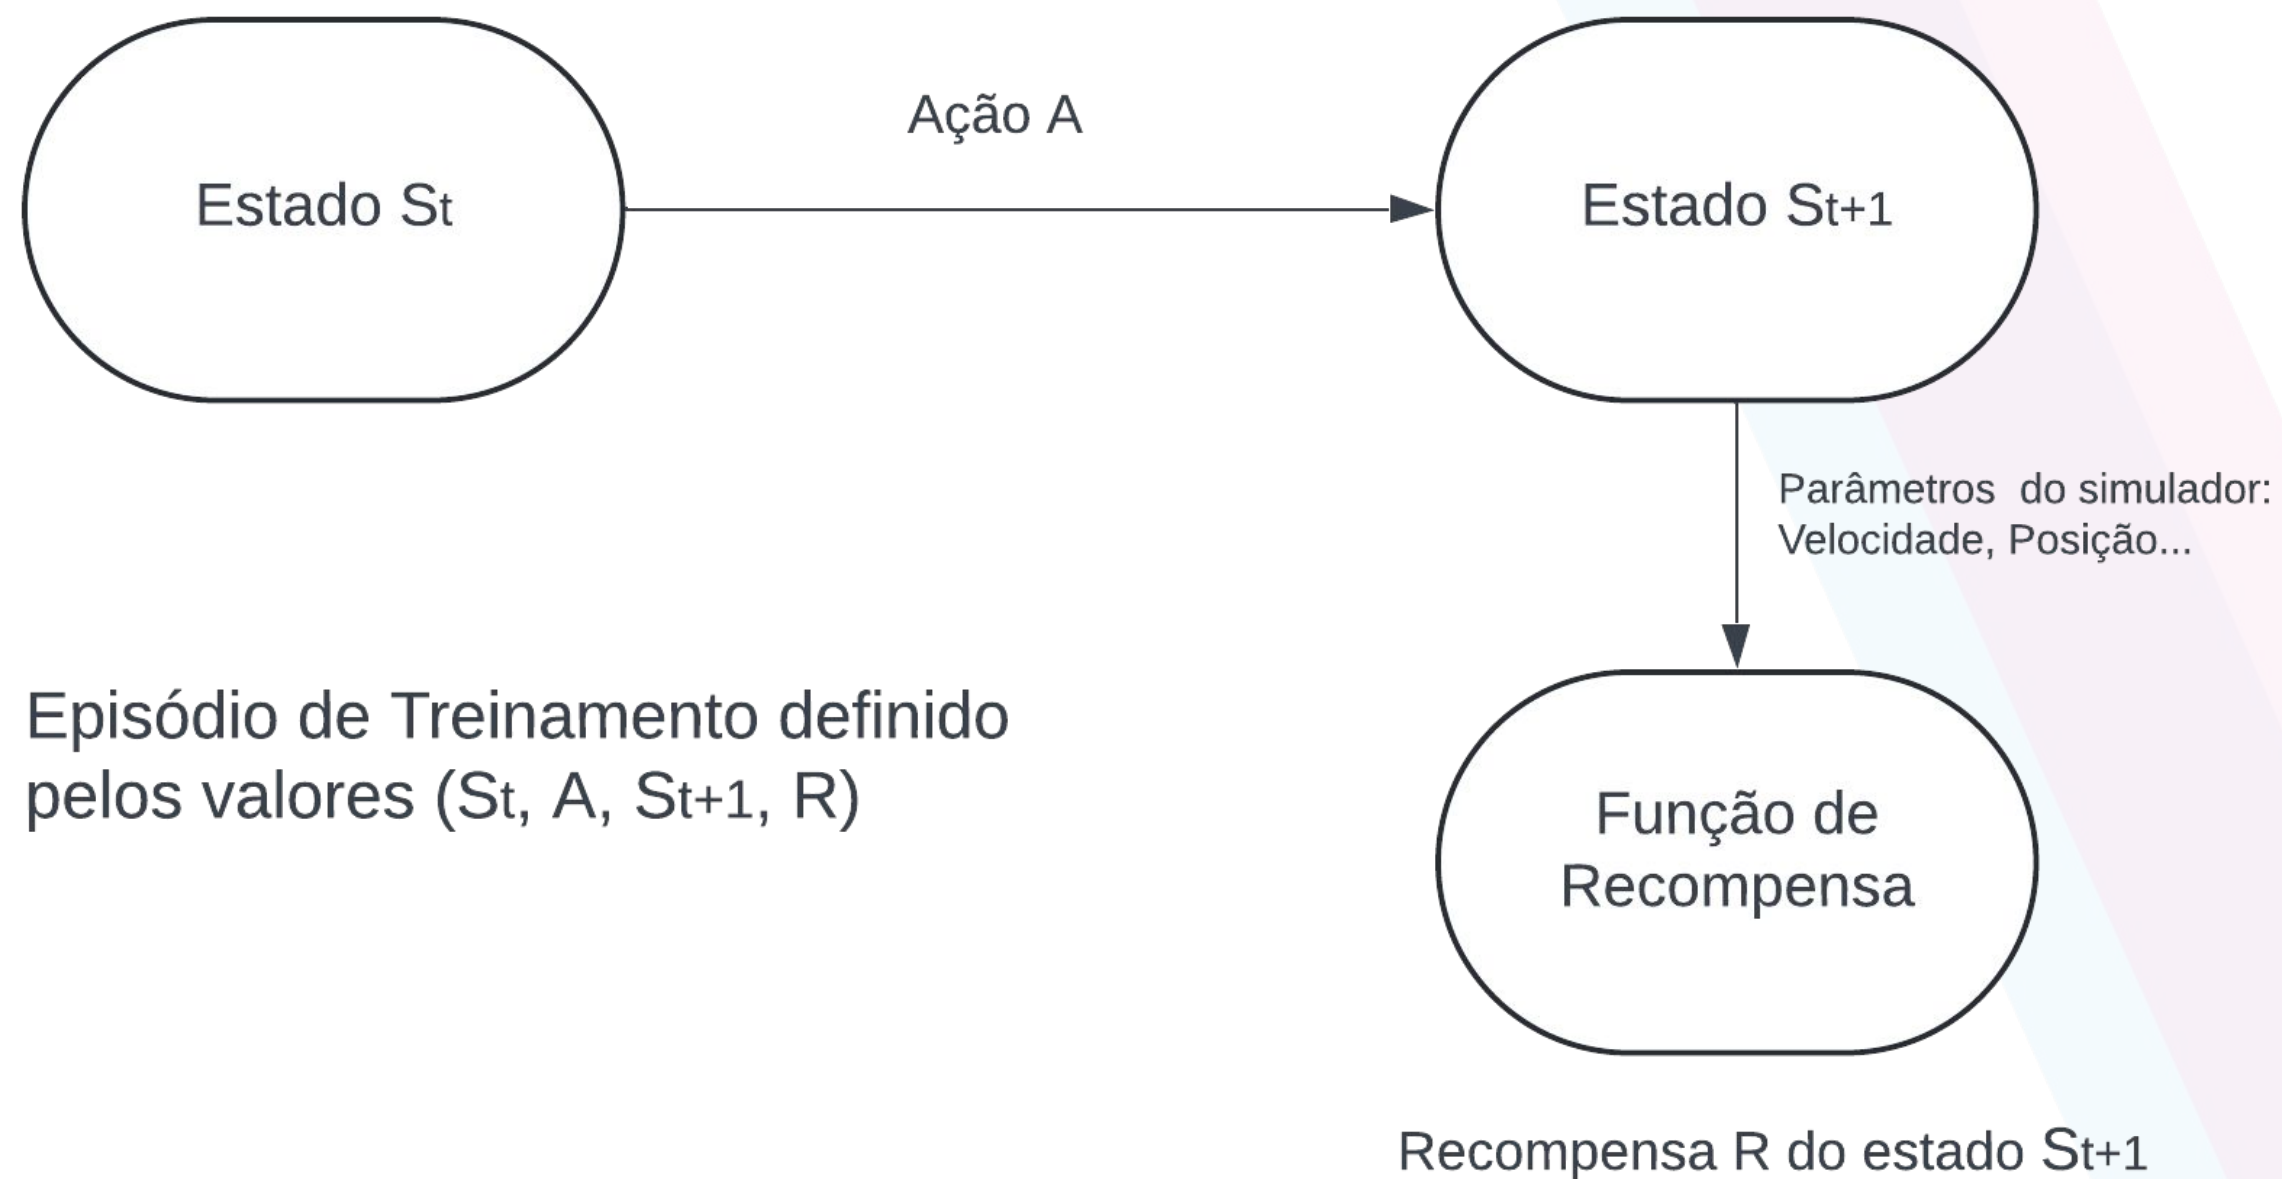 Ação A
Estado St
Estado St+1
Parâmetros do simulador:
Velocidade, Posição...
Episódio de Treinamento definido
pelos valores (St, A, St+1, R)
Função de
Recompensa
Recompensa R do estado St+1